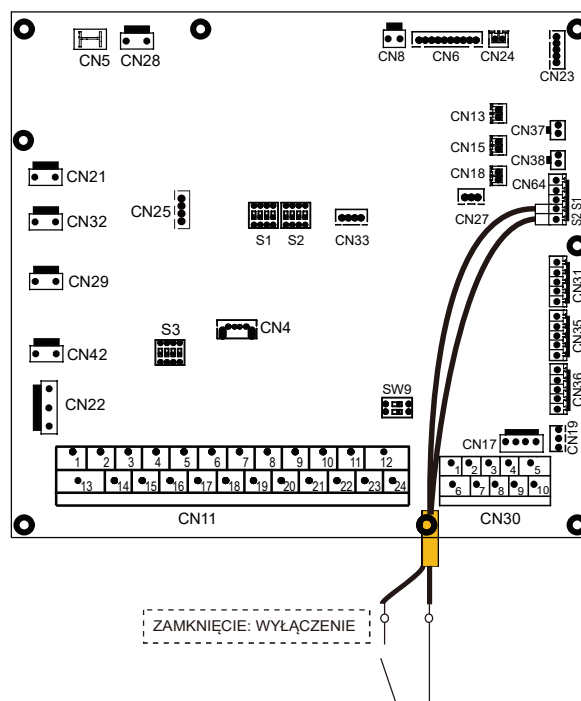 CN5
CN28
CN8
CN6
CN24
CN23
CN13
CN37
CN15
CN38
CN18
CN64
CN21
CN25
CN27
S2 S1
CN32
S1
S2
CN33
CN29
CN31
S3
CN4
CN35
CN42
CN22
SW9
CN36
CN17
CN19
1 2 3 4 5 6 7 8 9 10 11 12
13 14 15 16 17 18 19 20 21 22 23 24
CN11
1 2 3 4 5
6 7 8 9 10
CN30
ZAMKNIĘCIE: WYŁĄCZENIE